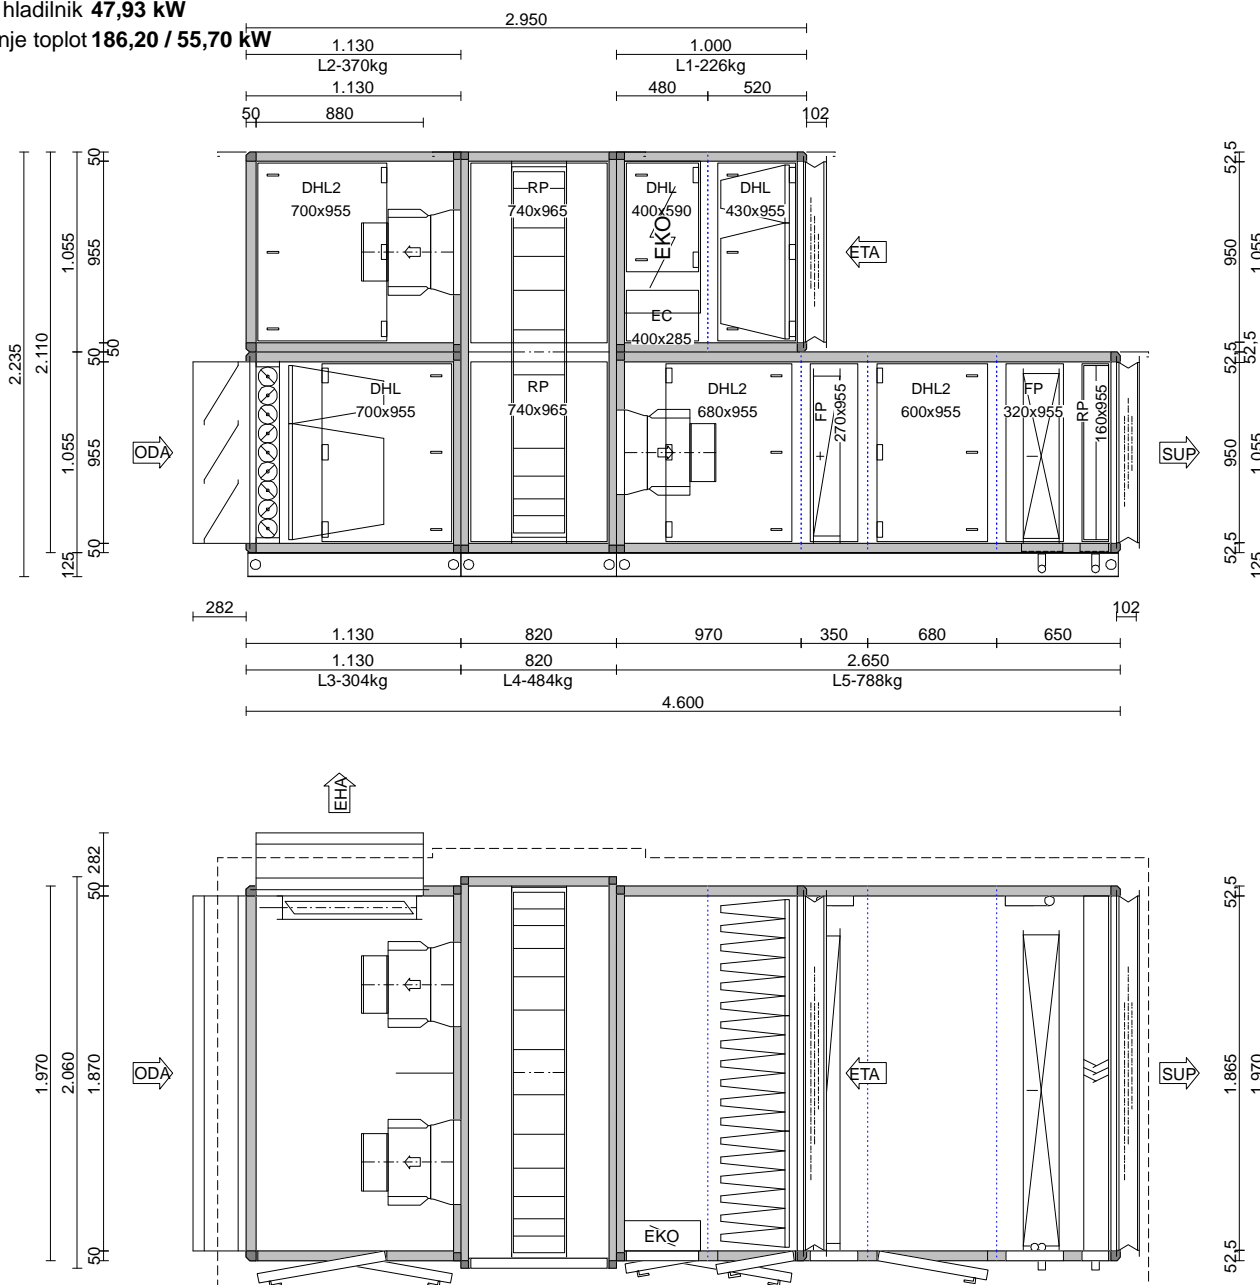 hladilnik 47,93 kW
nje toplot 186,20 / 55,70 kW
2.950
1.130
1.000
L2-370kg
L1-226kg
1.130
480
520
50
880
102
50
52,5
DHL2
700x955
RP
740x965
DHL
400x590
DHL
430x955
EKO
ETA
1.055
955
950
1.055
EC
400x285
2.235
2.110
50
50
52,5
52,5
DHL
700x955
RP
740x965
DHL2
680x955
FP
270x955
DHL2
600x955
FP
320x955
RP
160x955
ODA
SUP
1.055
955
950
1.055
50
52,5
125
125
282
102
1.130
820
970
350
680
650
1.130
820
2.650
L3-304kg
L4-484kg
L5-788kg
4.600
EHA
282
50
52,5
1.970
2.060
1.870
ODA
ETA
SUP
1.865
1.970
EKO
50
52,5